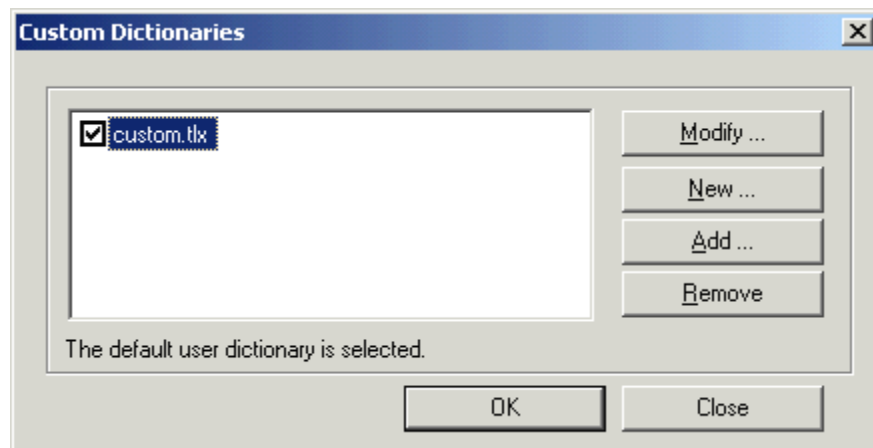 Custom Dictionaries
custom.tlx
Modify ...
New ...
Add ...
Remove
The default user dictionary is selected.
OK
Close